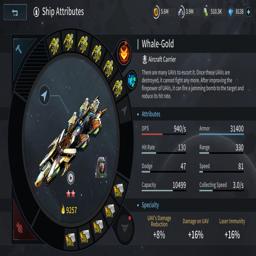 Ship Attributes
5.6M
3.9M
510.3K
8138
Whale-Gold
Aircraft Carrier
There are many UAVs to escort it. Once these UAVs are
destroyed, it cannot fight any more. After improving the
firepower of UAVs, it can fire a jamming bomb to the target and
reduce its hit rate.
Attributes
DPS 940/s Armor 31400
Hit Rate 130 Range 330
Dodge 47 Speed 81
Capacity 10499 Collecting Speed 3.0/s
9257
Specialty
UAV's Damage Reduction Damage on UAV Laser Immunity
+8% +16% +16%